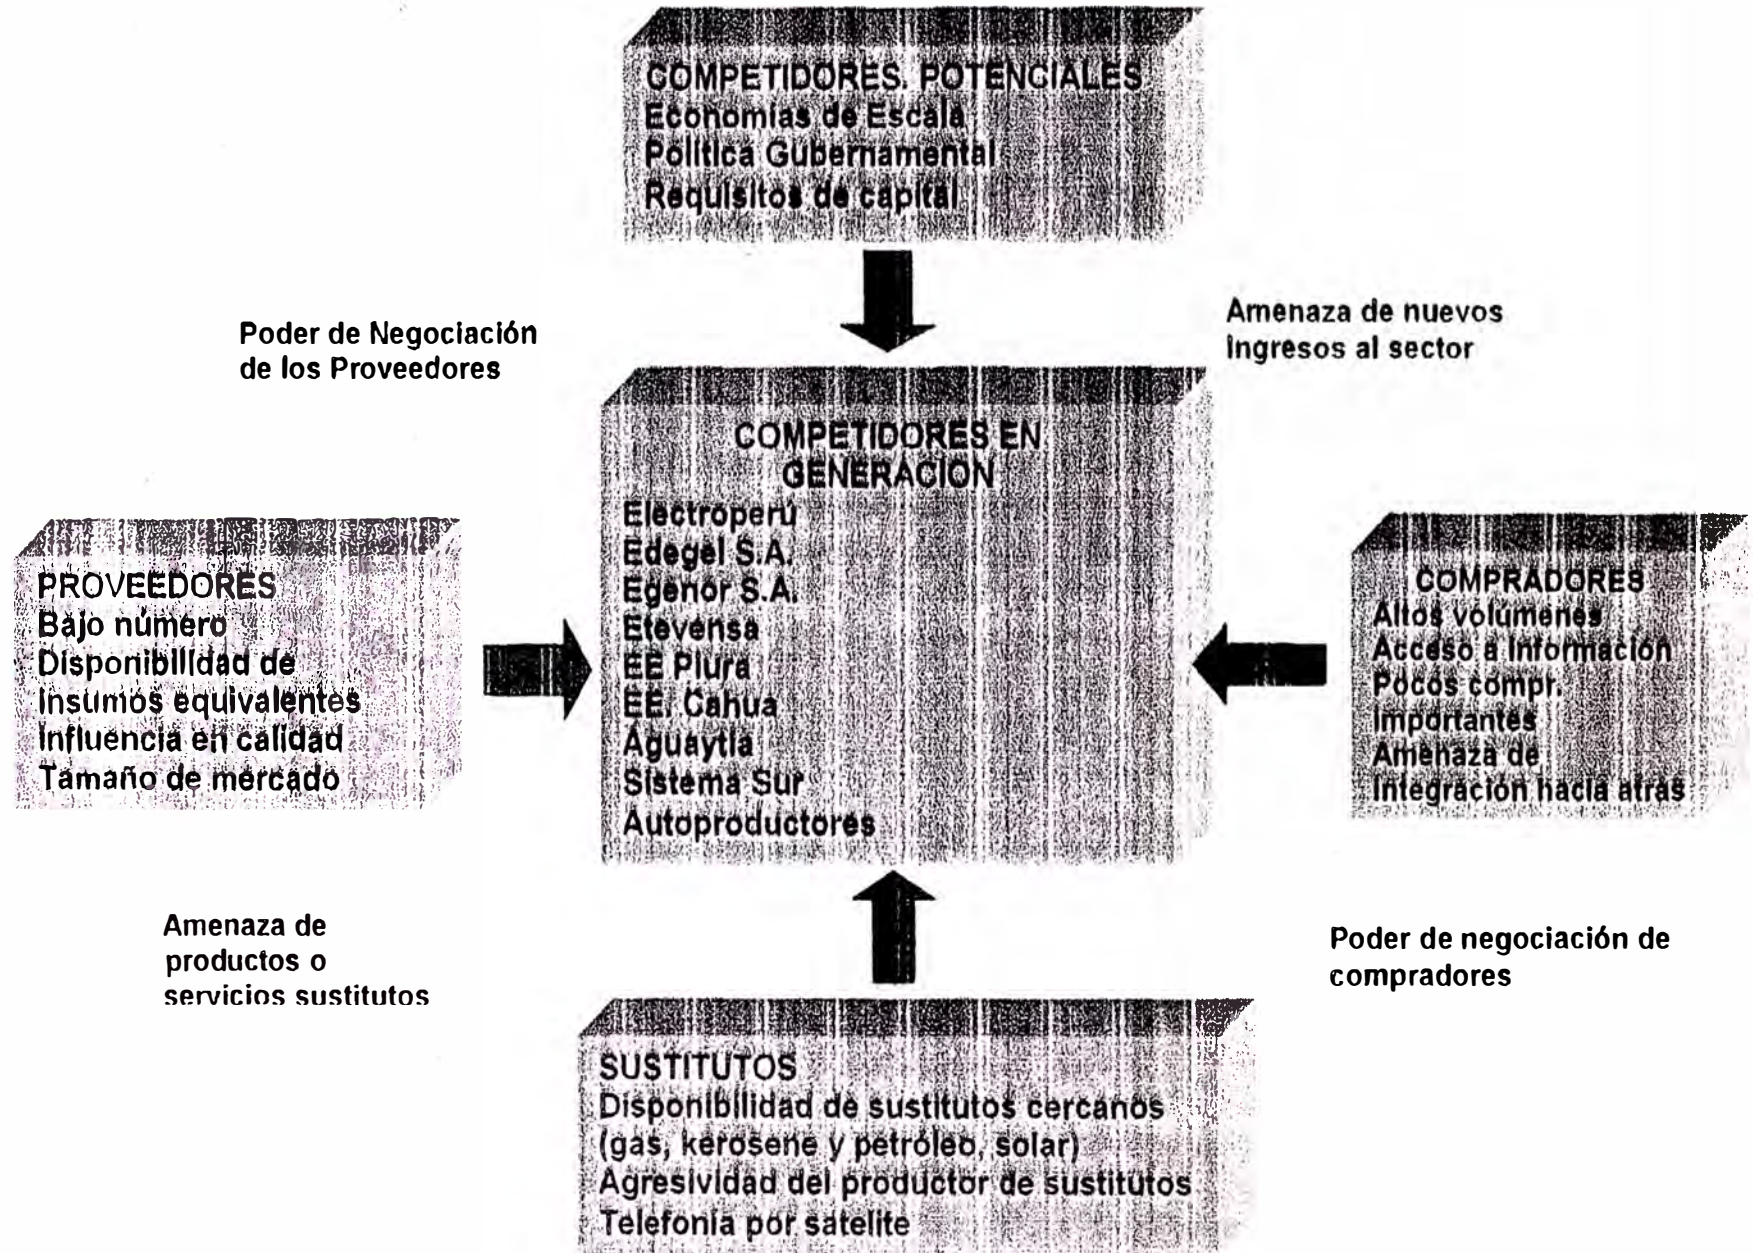 COMPETIDORES. POTENCIALES
Economías de Escala
Política Gubernamental
Requisitos de capital
Poder de Negociación
de los Proveedores
Amenaza de nuevos
Ingresos al sector
COMPETIDORES EN
GENERACION
Electroperú
Edegel S.A.
Egenor S.A.
Etevensa
EE Piura
EE. Cahua
Aguaytía
Sistema Sur
Autoproductores
PROVEEDORES
Bajo número
Disponibilidad de
Insumos equivalentes
Influencia en calidad
Tamaño de mercado
COMPRADORES
Altos volúmenes
Acceso a Información
Pocos compr.
Importantes
Amenaza de
Integración hacia atrás
Amenaza de
productos o
servicios sustitutos
Poder de negociación de
compradores
SUSTITUTOS
Disponibilidad de sustitutos cercanos
(gas, kerosene y petróleo, solar)
Agresividad del productor de sustitutos
Telefonía por satelite